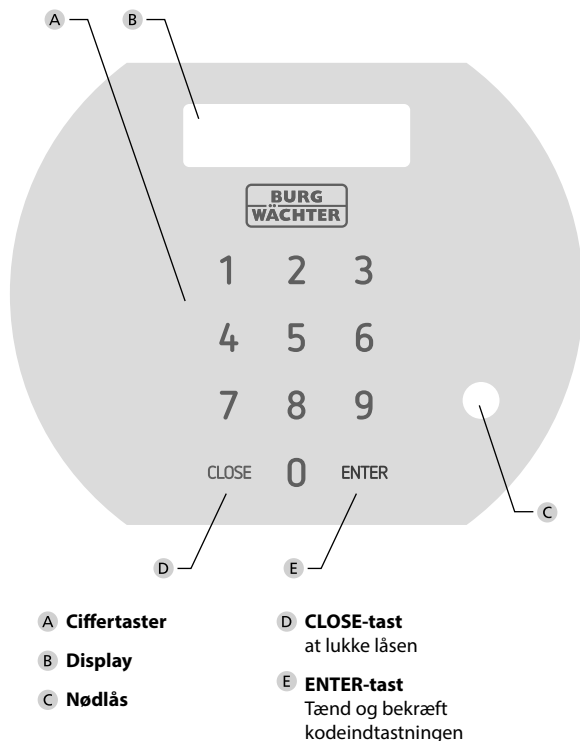 A
B
BURG
WÄCHTER
1 2 3
4 5 6
7 8 9
CLOSE 0 ENTER
C
D
E
A Ciffertaster
B Display
C Nødlås
D CLOSE-tast
at lukke låsen
E ENTER-tast
Tænd og bekræft
kodeindtastningen